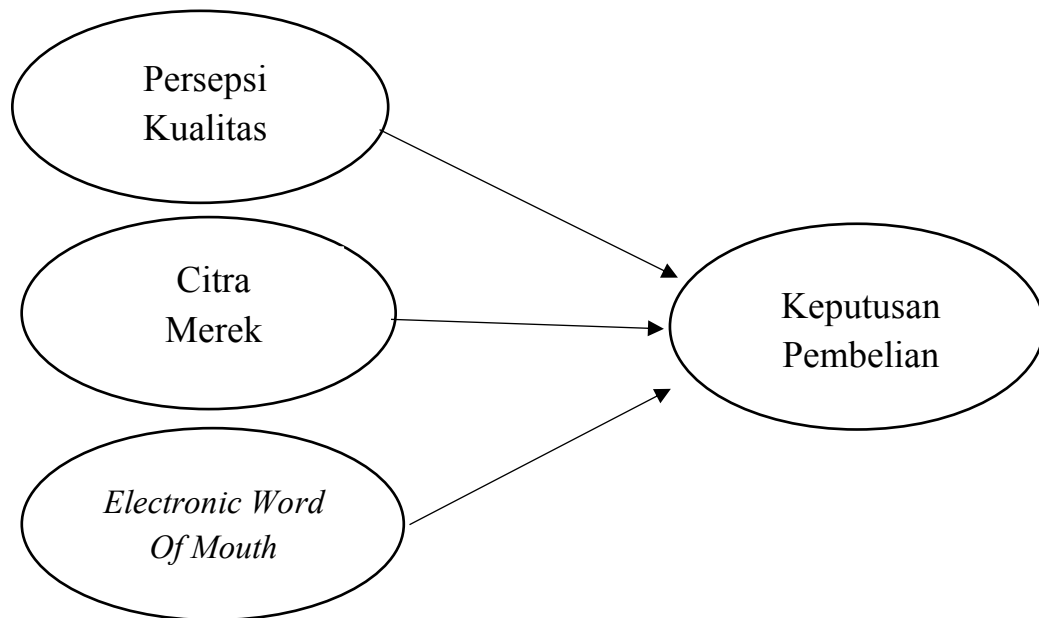 Persepsi
Kualitas
Citra
Merek
Electronic Word
Of Mouth
Keputusan
Pembelian